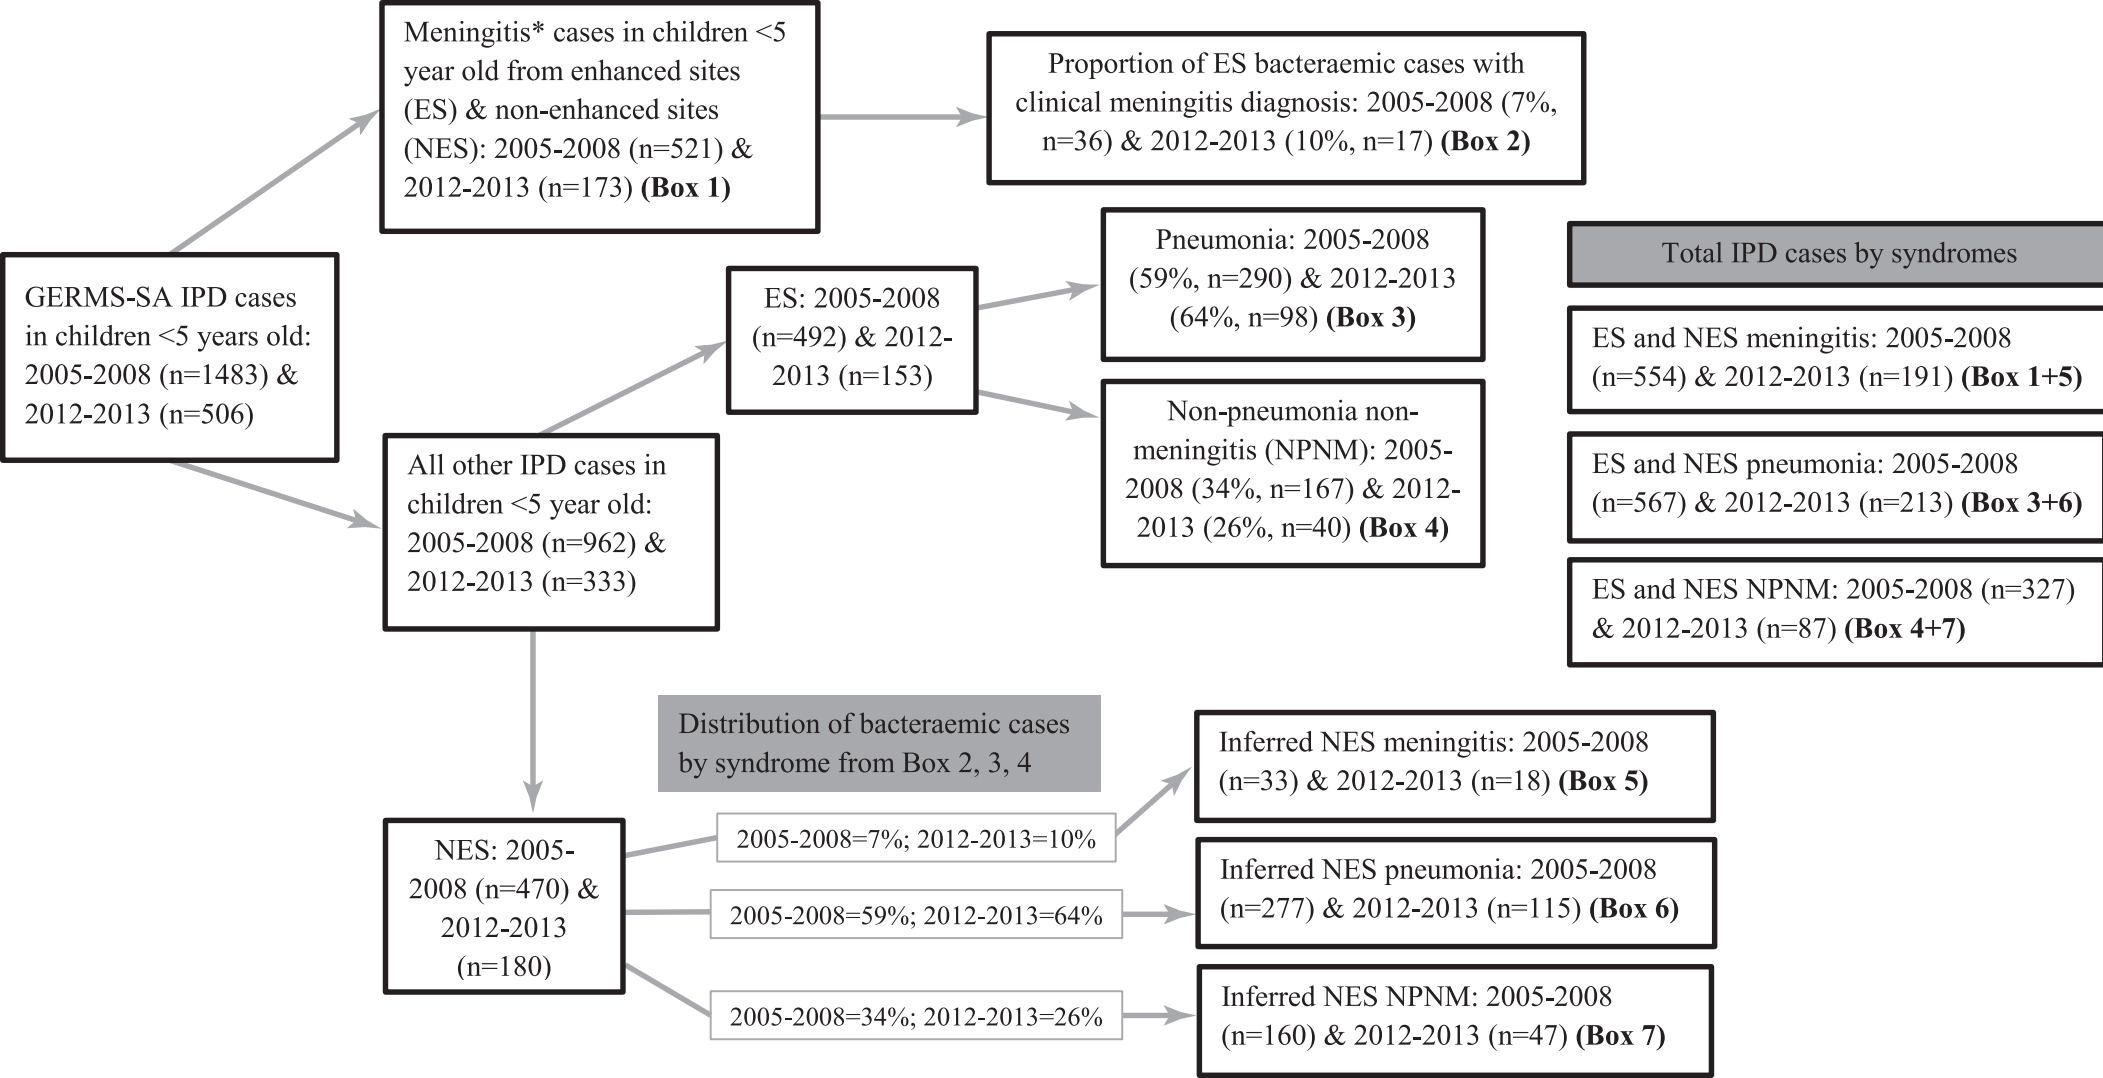 GERMS-SA IPD cases
in children <5 years old:
2005-2008 (n=1483) &
2012-2013 (n=506)
Meningitis* cases in children <5
year old from enhanced sites
(ES) & non-enhanced sites
(NES): 2005-2008 (n=521) &
2012-2013 (n=173) (Box 1)
Proportion of ES bacteraemic cases with
clinical meningitis diagnosis: 2005-2008 (7%,
n=36) & 2012-2013 (10%, n=17) (Box 2)
All other IPD cases in
children <5 year old:
2005-2008 (n=962) &
2012-2013 (n=333)
ES: 2005-2008
(n=492) & 2012-
2013 (n=153)
Pneumonia: 2005-2008
(59%, n=290) & 2012-2013
(64%, n=98) (Box 3)
Non-pneumonia non-
meningitis (NPNM): 2005-
2008 (34%, n=167) & 2012-
2013 (26%, n=40) (Box 4)
Total IPD cases by syndromes
ES and NES meningitis: 2005-2008
(n=554) & 2012-2013 (n=191) (Box 1+5)
ES and NES pneumonia: 2005-2008
(n=567) & 2012-2013 (n=213) (Box 3+6)
ES and NES NPNM: 2005-2008 (n=327)
& 2012-2013 (n=87) (Box 4+7)
Distribution of bacteraemic cases
by syndrome from Box 2, 3, 4
NES: 2005-
2008 (n=470) &
2012-2013
(n=180)
2005-2008=7%; 2012-2013=10%
2005-2008=59%; 2012-2013=64%
2005-2008=34%; 2012-2013=26%
Inferred NES meningitis: 2005-2008
(n=33) & 2012-2013 (n=18) (Box 5)
Inferred NES pneumonia: 2005-2008
(n=277) & 2012-2013 (n=115) (Box 6)
Inferred NES NPNM: 2005-2008
(n=160) & 2012-2013 (n=47) (Box 7)